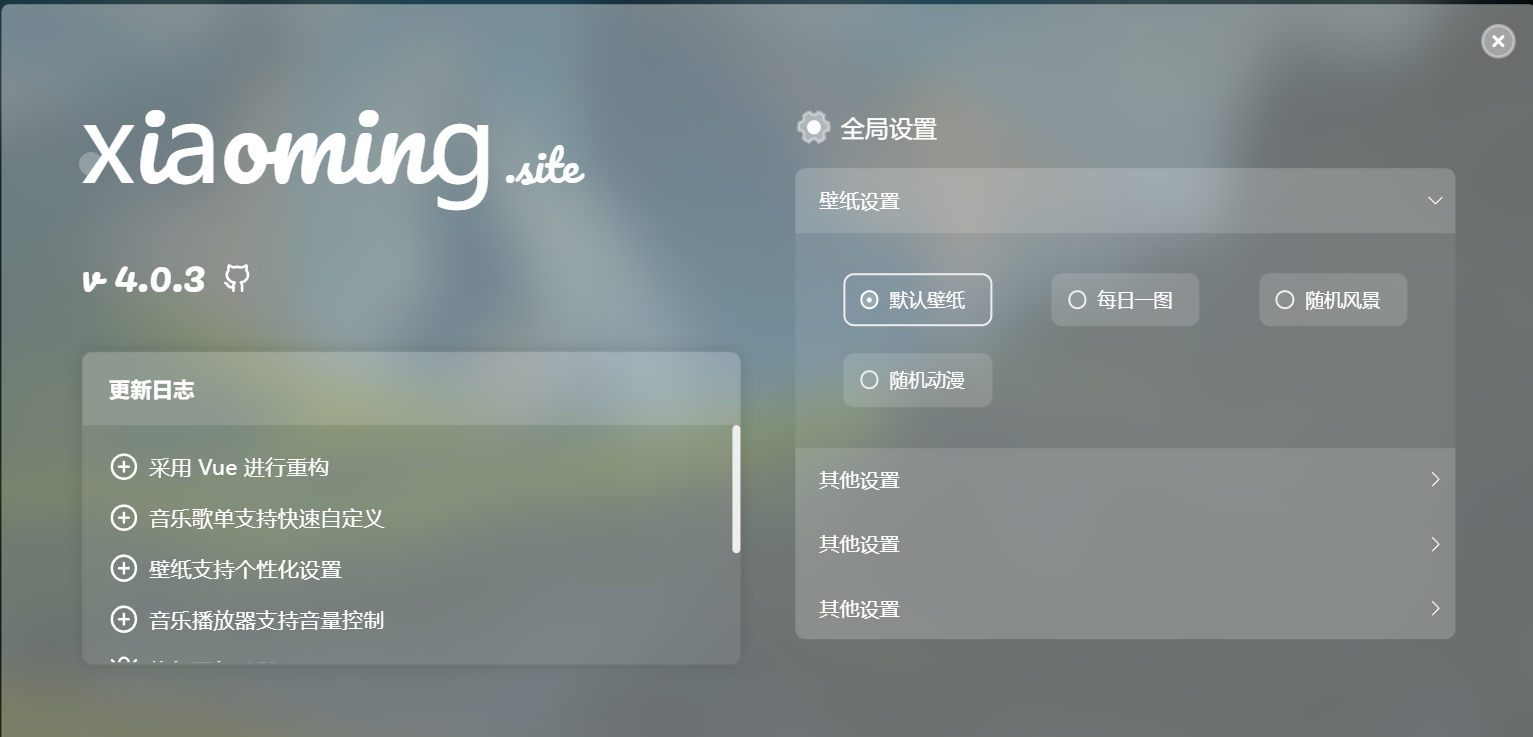 xiaoming .site
v 4.0.3
更新日志
采用 Vue 进行重构
音乐歌单支持快速自定义
壁纸支持个性化设置
音乐播放器支持音量控制
全局设置
壁纸设置
默认壁纸
每日一图
随机风景
随机动漫
其他设置
其他设置
其他设置